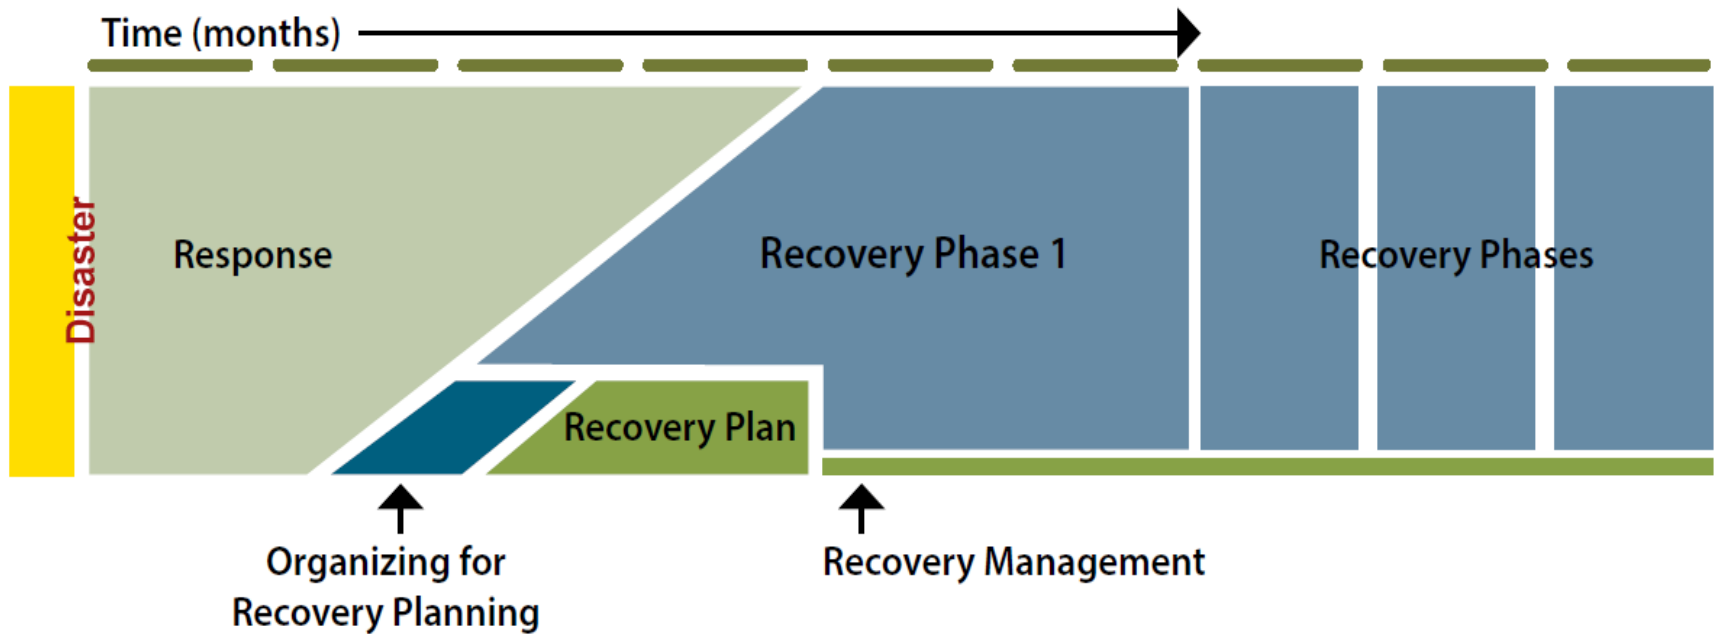 Time (months)
Disaster
Response
Recovery Phase 1
Recovery Phases
Recovery Plan
Organizing for
Recovery Planning
Recovery Management